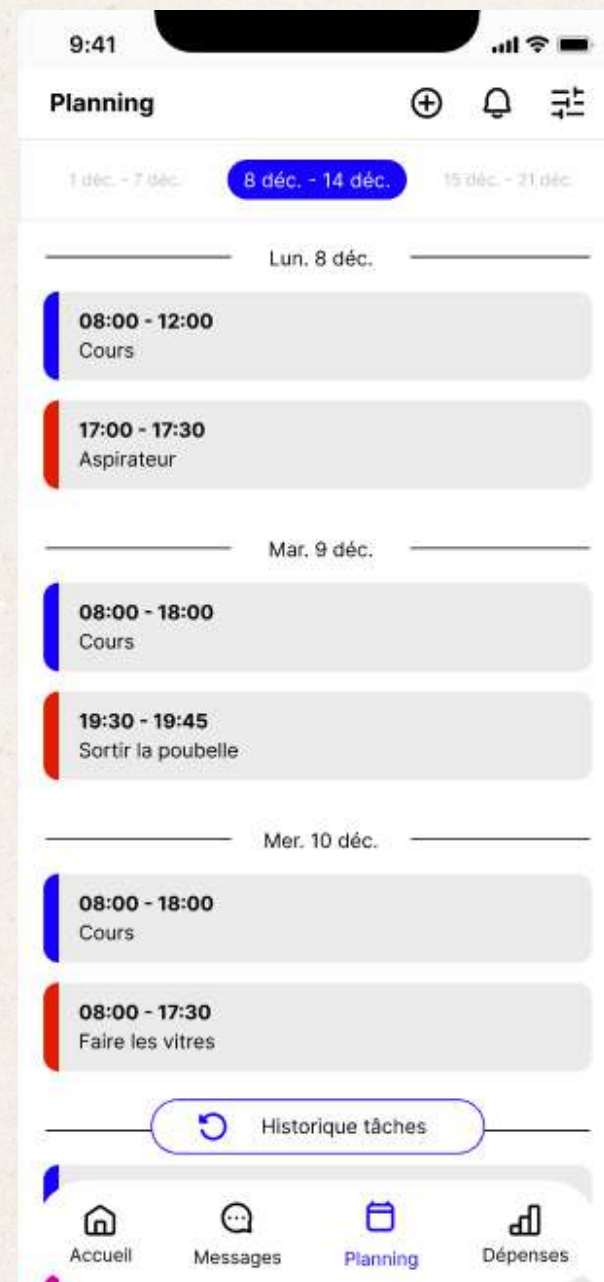 9:41
Planning
1 déc. - 7 déc.
8 déc. - 14 déc.
15 déc. - 21 déc.
Lun. 8 déc.
08:00 - 12:00
Cours
17:00 - 17:30
Aspirateur
Mar. 9 déc.
08:00 - 18:00
Cours
19:30 - 19:45
Sortir la poubelle
Mer. 10 déc.
08:00 - 18:00
Cours
08:00 - 17:30
Faire les vitres
Historique tâches
Accueil
Messages
Planning
Dépenses